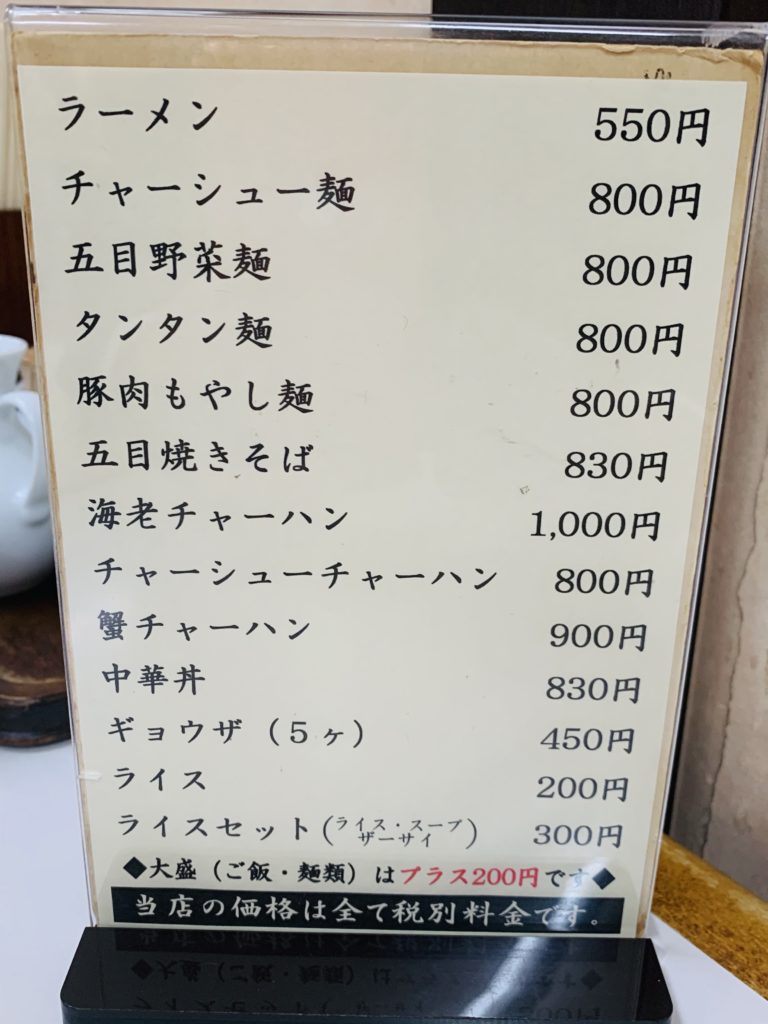 ラーメン 550円
チャーシュー麺 800円
五目野菜麺 800円
タンタン麺 800円
豚肉もやし麺 800円
五目焼きそば 830円
海老チャーハン 1,000円
チャーシューチャーハン 800円
蟹チャーハン 900円
中華丼 830円
ギョウザ（５ヶ） 450円
ライス 200円
ライスセット(ライス・スープ ザーサイ) 300円
◆大盛（ご飯・麺類）はプラス200円です◆
当店の価格は全て税別料金です。